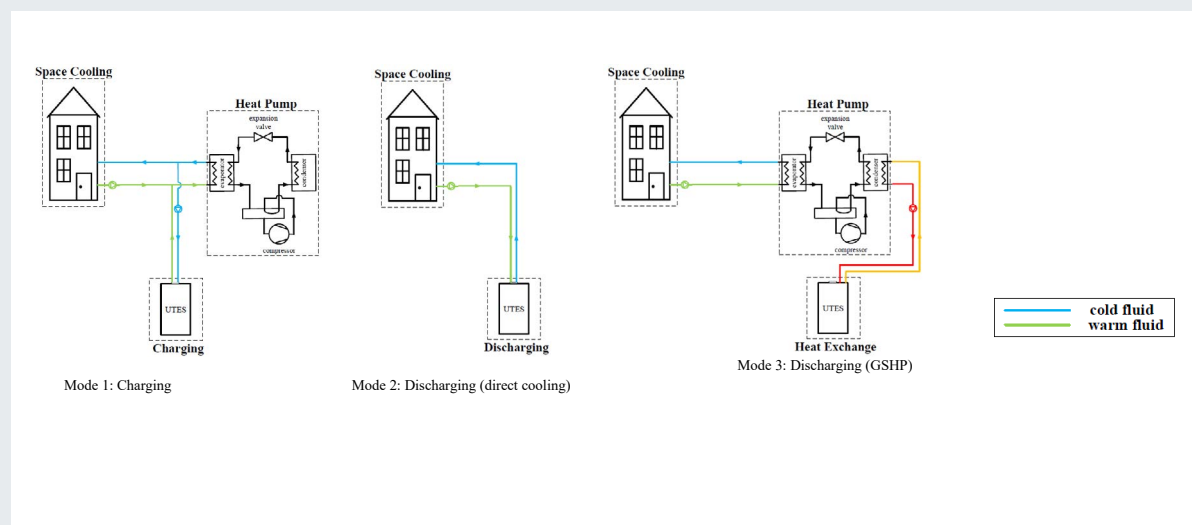 Space Cooling
Heat Pump
expansion
valve
evaporator
condenser
compressor
UTES
Charging
Mode 1: Charging
Space Cooling
UTES
Discharging
Mode 2: Discharging (direct cooling)
Space Cooling
Heat Pump
expansion
valve
evaporator
condenser
compressor
UTES
Heat Exchange
Mode 3: Discharging (GSHP)
cold fluid
warm fluid